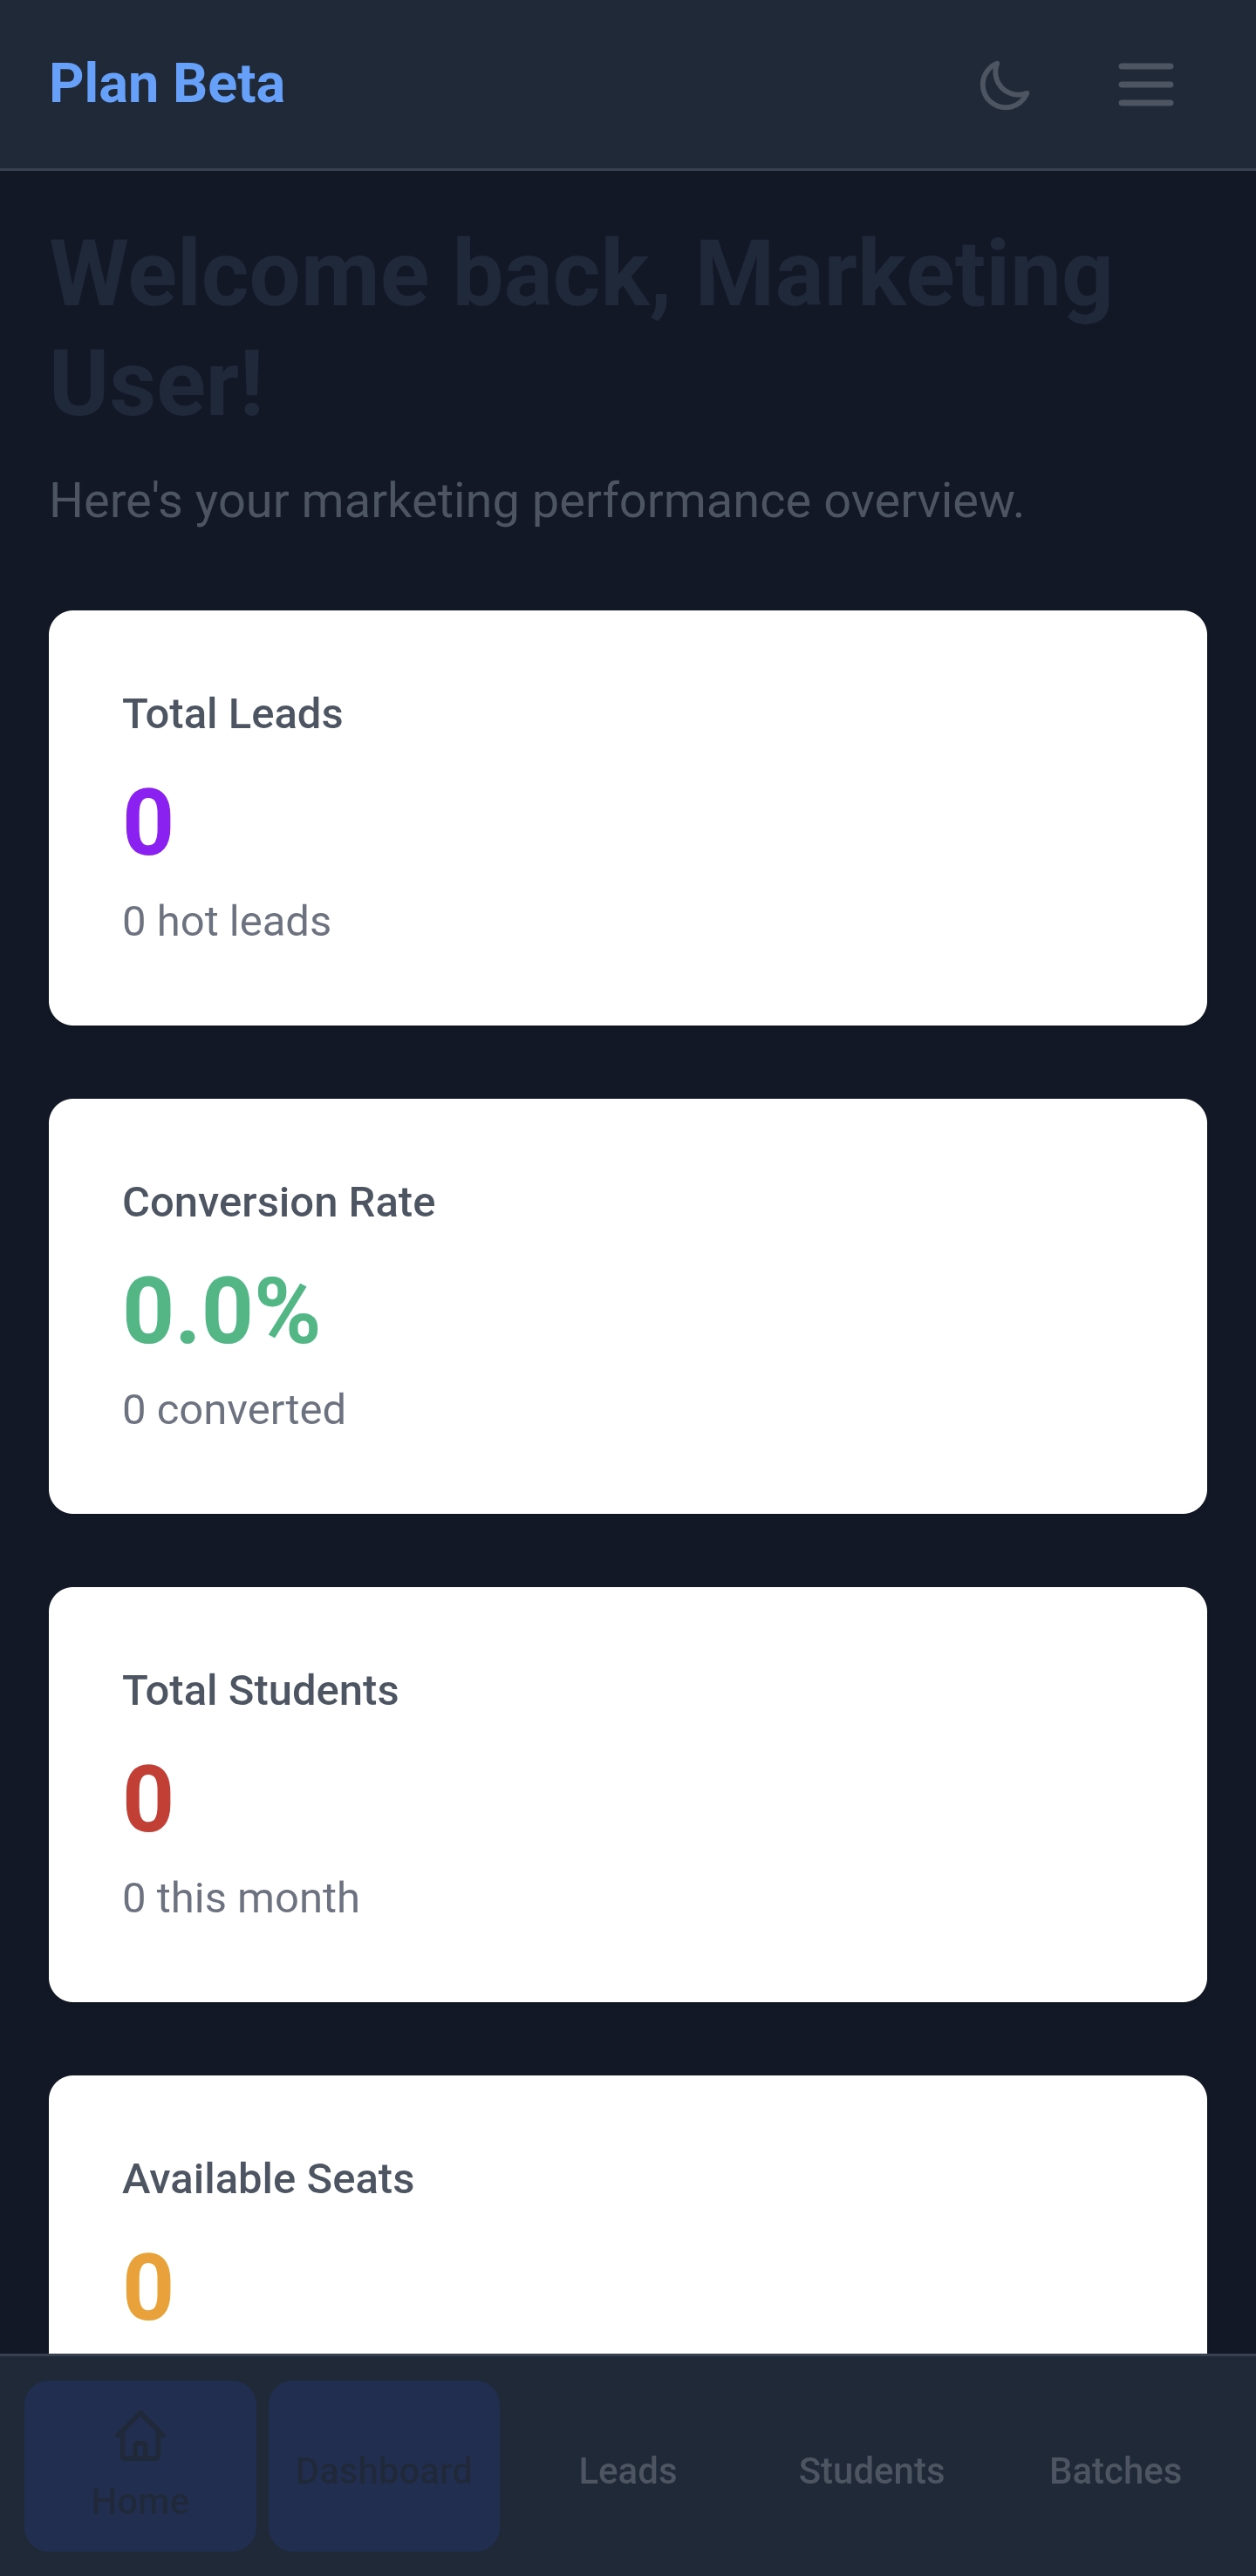 Plan Beta
Welcome back, Marketing
User!
Here's your marketing performance overview.
Total Leads
0
0 hot leads
Conversion Rate
0.0%
0 converted
Total Students
0
0 this month
Available Seats
0
Home
Dashboard
Leads
Students
Batches